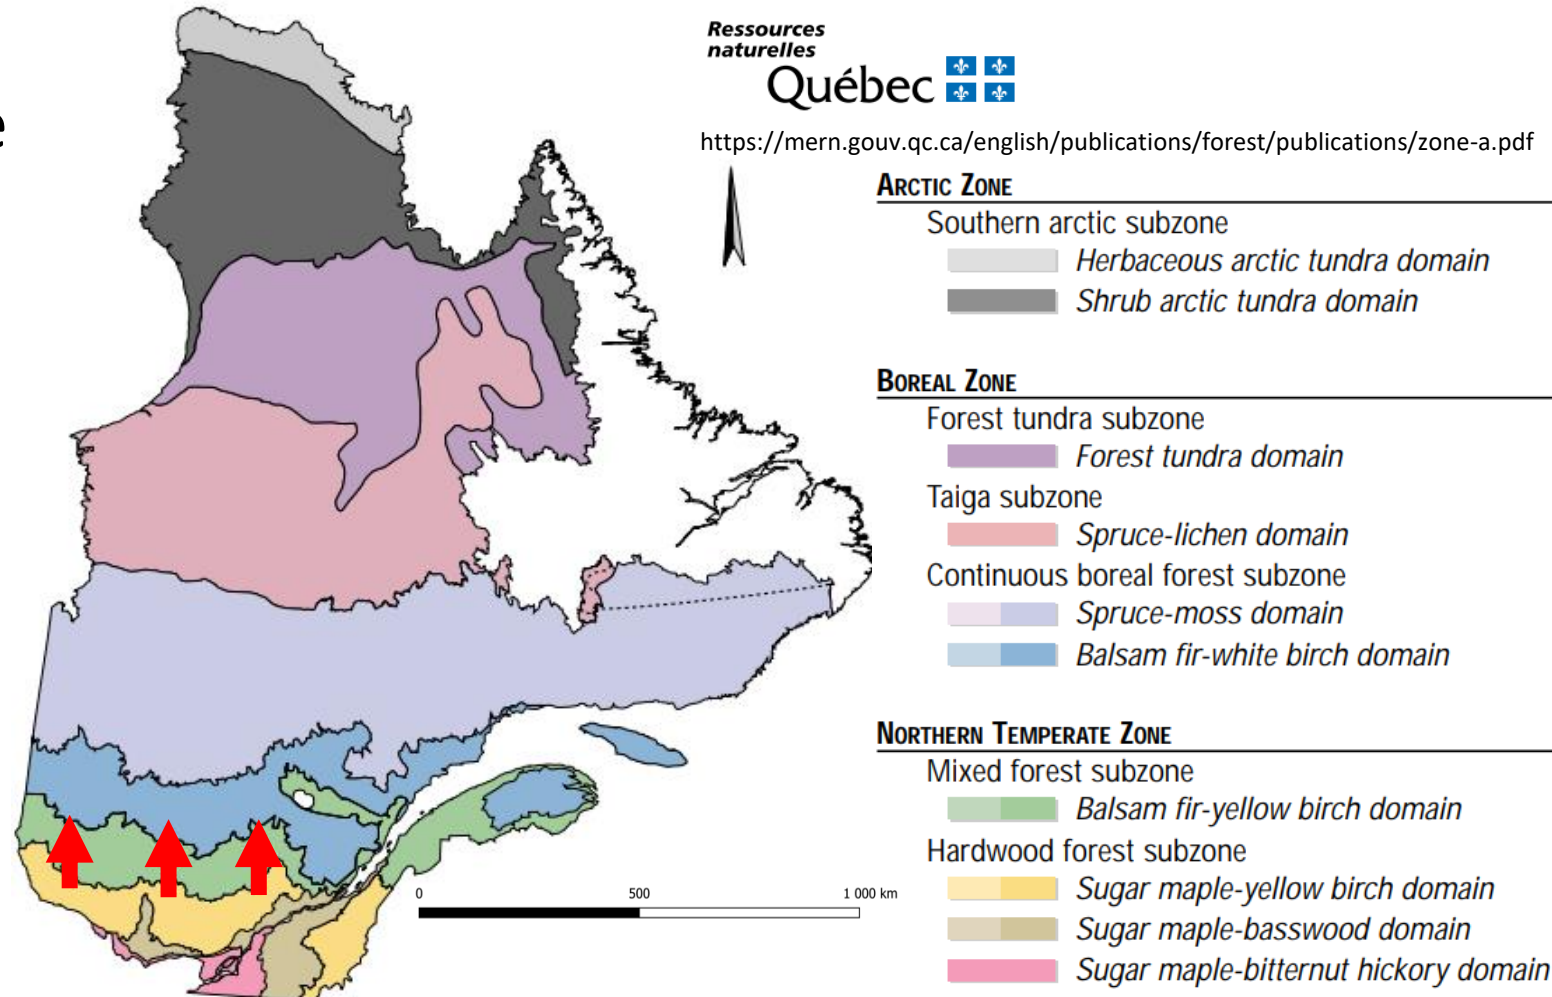 e
Ressources
naturelles
Québec
https://mern.gouv.qc.ca/english/publications/forest/publications/zone-a.pdf
ARCTIC ZONE
Southern arctic subzone
Herbaceous arctic tundra domain
Shrub arctic tundra domain
BOREAL ZONE
Forest tundra subzone
Forest tundra domain
Taiga subzone
Spruce-lichen domain
Continuous boreal forest subzone
Spruce-moss domain
Balsam fir-white birch domain
NORTHERN TEMPERATE ZONE
Mixed forest subzone
Balsam fir-yellow birch domain
Hardwood forest subzone
Sugar maple-yellow birch domain
Sugar maple-basswood domain
Sugar maple-bitternut hickory domain
0 500 1 000 km